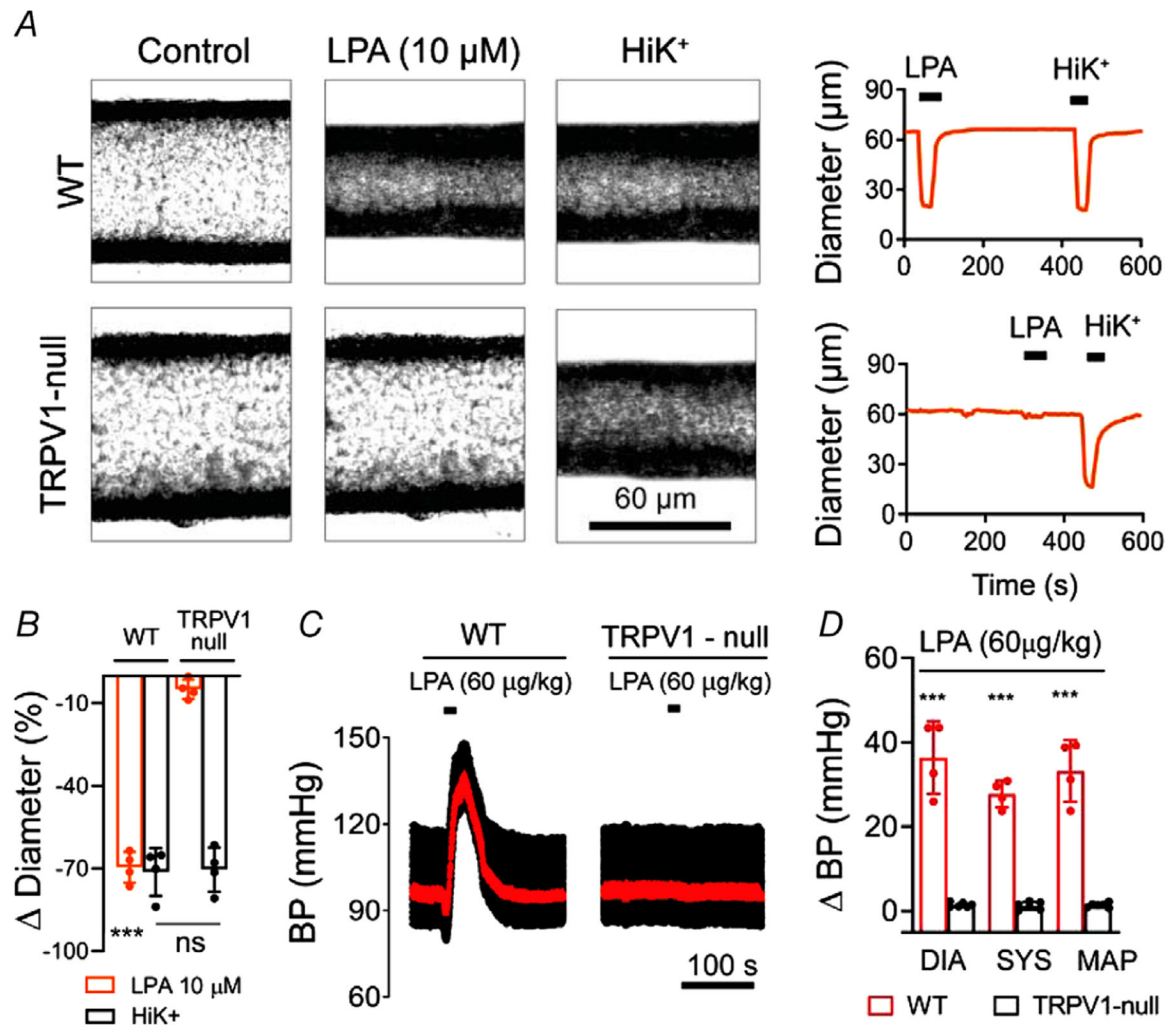 A
Control
LPA (10 µM)
HiK⁺
WT
TRPV1-null
60 µm
Diameter (µm)
90
60
30
0
LPA
HiK⁺
0
200
400
600
Diameter (µm)
90
60
30
0
LPA
HiK⁺
0
200
400
600
Time (s)
B
WT
TRPV1
null
Δ Diameter (%)
-10
-40
-70
-100
***
ns
LPA 10 µM
HiK+
C
WT
TRPV1 - null
LPA (60 µg/kg)
LPA (60 µg/kg)
BP (mmHg)
150
120
90
60
100 s
D
LPA (60µg/kg)
Δ BP (mmHg)
60
40
20
0
***
***
***
DIA
SYS
MAP
WT
TRPV1-null